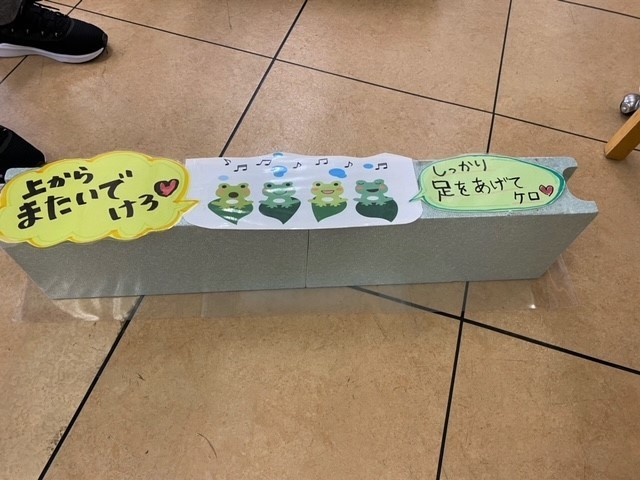 上から
またいで
けろ
しっかり
足をあげて
ケロ